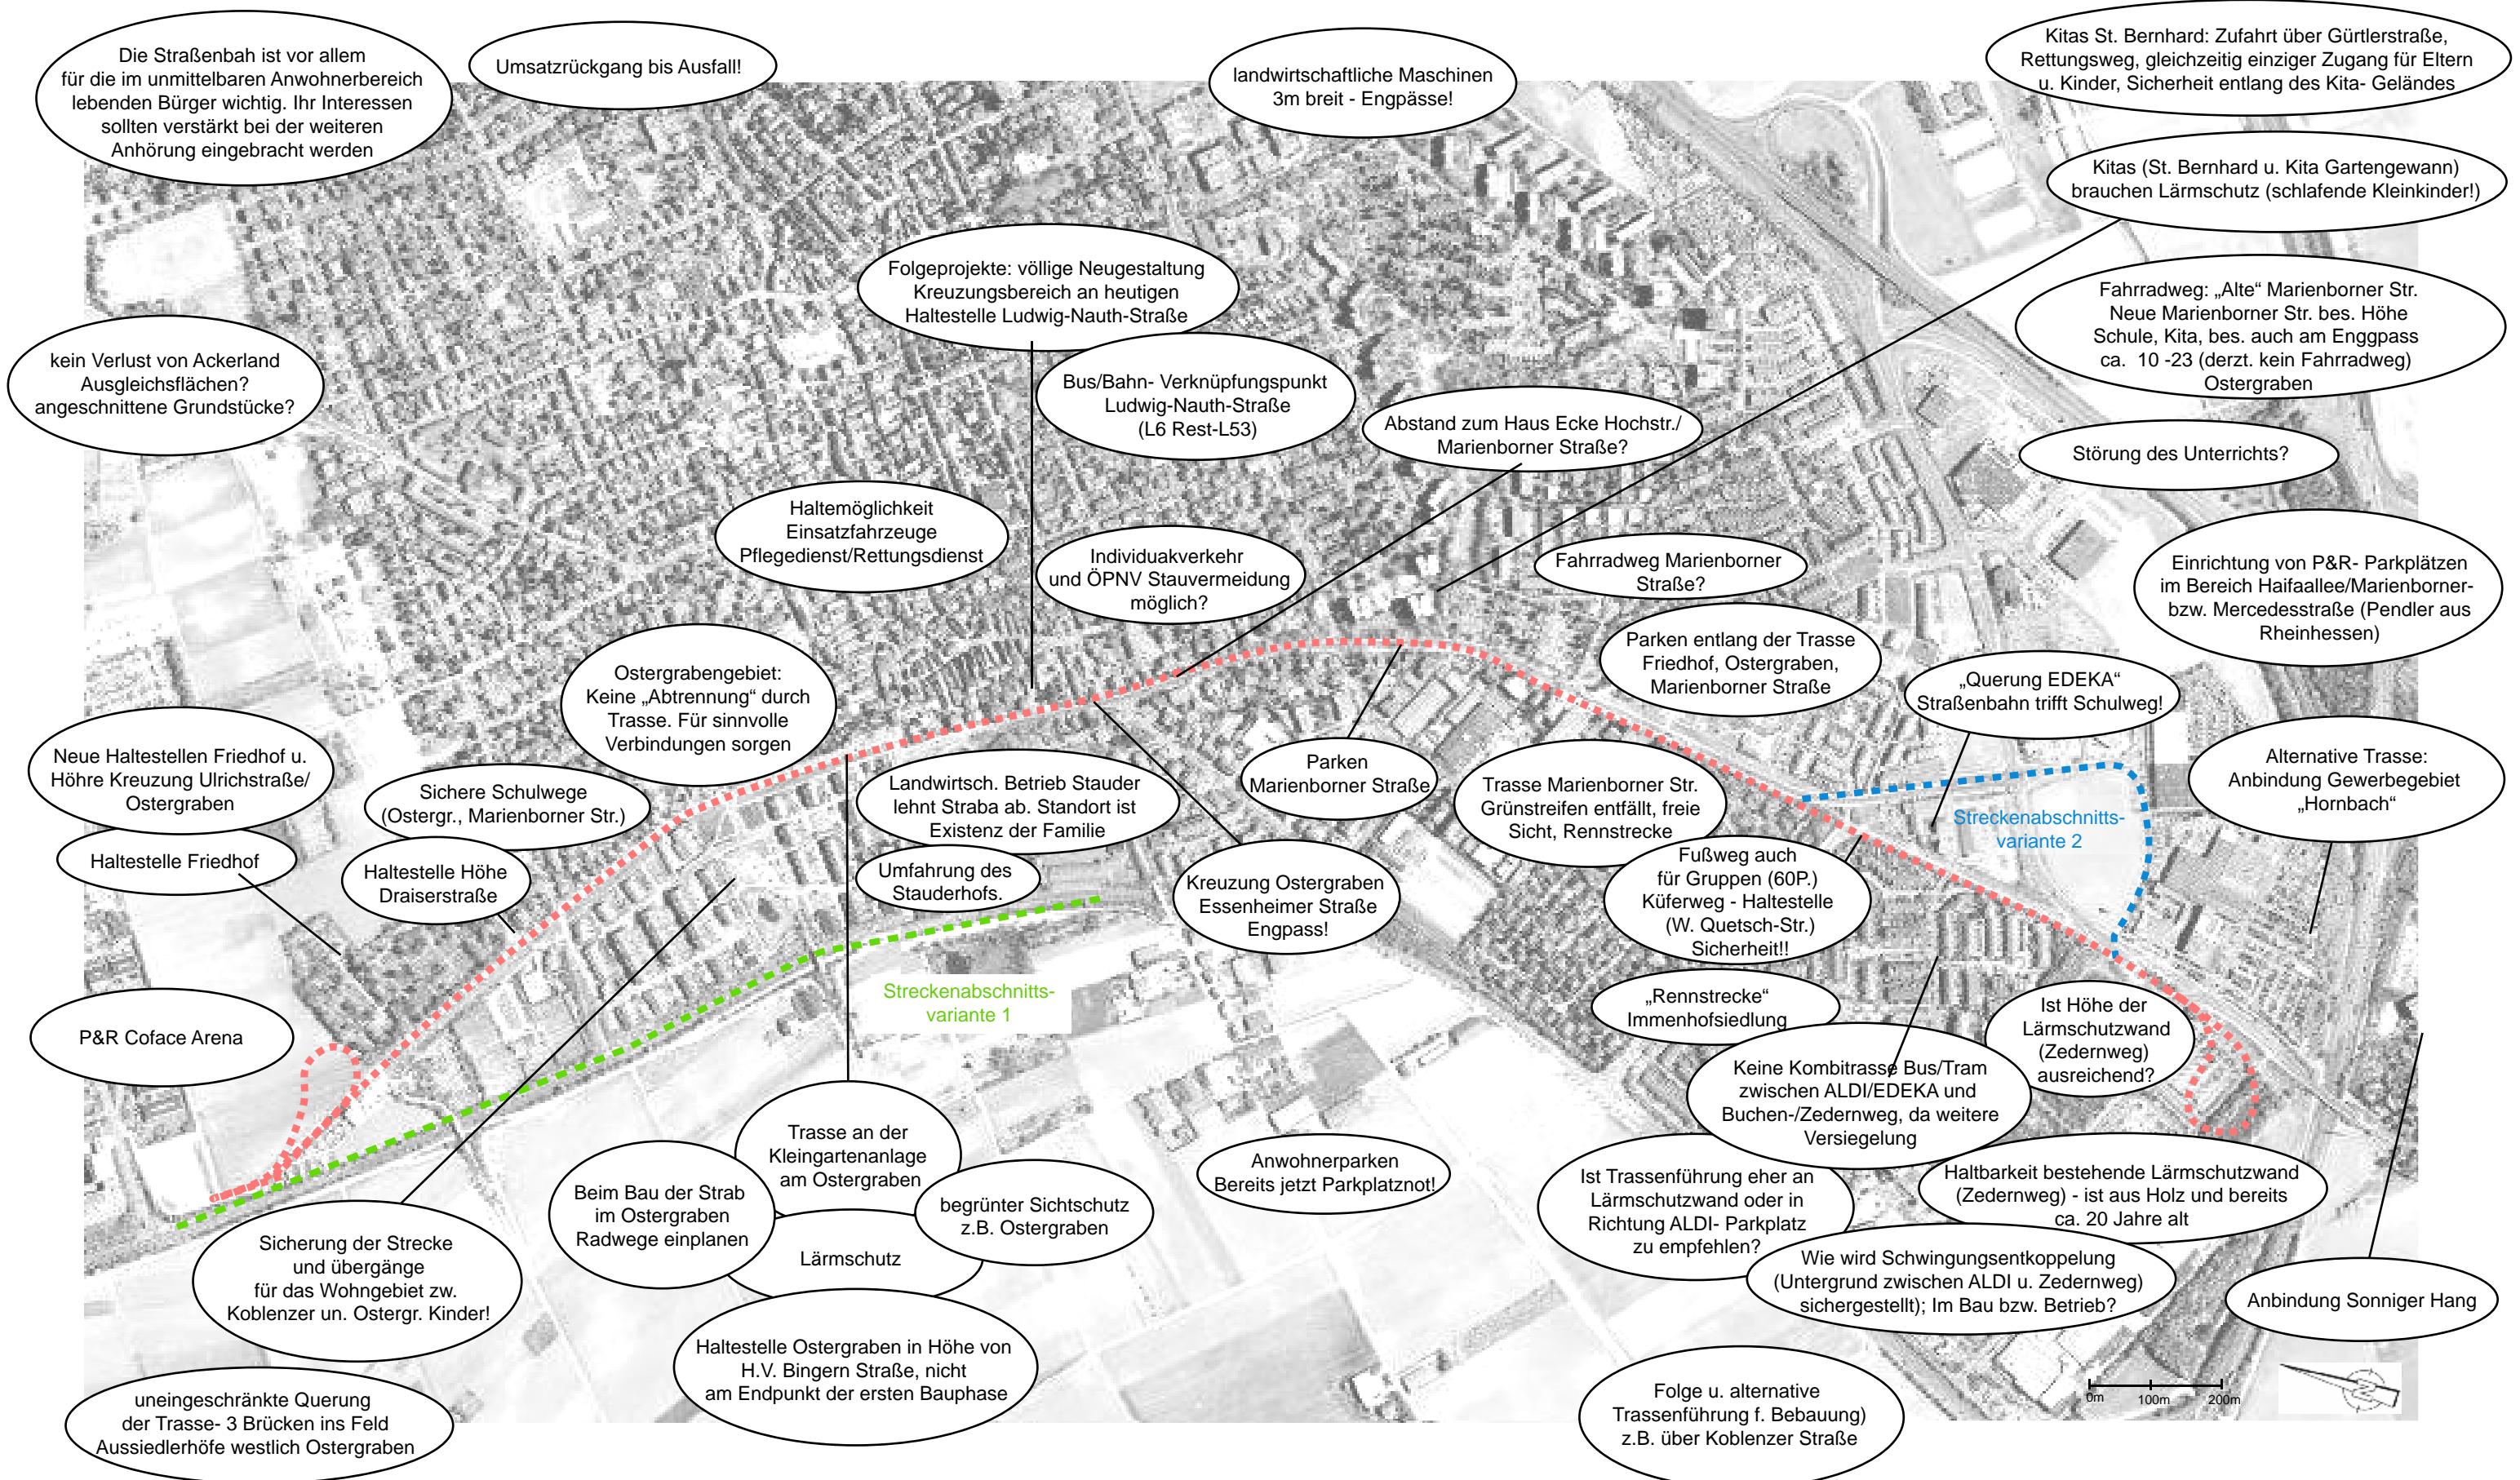 Die Straßenbah ist vor allem
für die im unmittelbaren Anwohnerbereich
lebenden Bürger wichtig. Ihr Interessen
sollten verstärkt bei der weiteren
Anhörung eingebracht werden
Umsatzrückgang bis Ausfall!
landwirtschaftliche Maschinen
3m breit - Engpässe!
Kitas St. Bernhard: Zufahrt über Gürtlerstraße,
Rettungsweg, gleichzeitig einziger Zugang für Eltern
u. Kinder, Sicherheit entlang des Kita- Geländes
Kitas (St. Bernhard u. Kita Gartengewann)
brauchen Lärmschutz (schlafende Kleinkinder!)
Folgeprojekte: völlige Neugestaltung
Kreuzungsbereich an heutigen
Haltestelle Ludwig-Nauth-Straße
Fahrradweg: „Alte“ Marienborner Str.
Neue Marienborner Str. bes. Höhe
Schule, Kita, bes. auch am Enggpass
ca. 10 -23 (derzt. kein Fahrradweg)
Ostergraben
kein Verlust von Ackerland
Ausgleichsflächen?
angeschnittene Grundstücke?
Bus/Bahn- Verknüpfungspunkt
Ludwig-Nauth-Straße
(L6 Rest-L53)
Abstand zum Haus Ecke Hochstr./
Marienborner Straße?
Störung des Unterrichts?
Haltemöglichkeit
Einsatzfahrzeuge
Pflegedienst/Rettungsdienst
Individuakverkehr
und ÖPNV Stauvermeidung
möglich?
Fahrradweg Marienborner
Straße?
Einrichtung von P&R- Parkplätzen
im Bereich Haifaallee/Marienborner-
bzw. Mercedesstraße (Pendler aus
Rheinhessen)
Ostergrabengebiet:
Keine „Abtrennung“ durch
Trasse. Für sinnvolle
Verbindungen sorgen
Parken entlang der Trasse
Friedhof, Ostergraben,
Marienborner Straße
„Querung EDEKA“
Straßenbahn trifft Schulweg!
Neue Haltestellen Friedhof u.
Höhre Kreuzung Ulrichstraße/
Ostergraben
Sichere Schulwege
(Ostergr., Marienborner Str.)
Landwirtsch. Betrieb Stauder
lehnt Straba ab. Standort ist
Existenz der Familie
Parken
Marienborner Straße
Trasse Marienborner Str.
Grünstreifen entfällt, freie
Sicht, Rennstrecke
Streckenabschnitts-
variante 2
Alternative Trasse:
Anbindung Gewerbegebiet
„Hornbach“
Haltestelle Friedhof
Haltestelle Höhe
Draiserstraße
Umfahrung des
Stauderhofs.
Kreuzung Ostergraben
Essenheimer Straße
Engpass!
Fußweg auch
für Gruppen (60P.)
Küferweg - Haltestelle
(W. Quetsch-Str.)
Sicherheit!!
P&R Coface Arena
Streckenabschnitts-
variante 1
„Rennstrecke“
Immenhofsiedlung
Ist Höhe der
Lärmschutzwand
(Zedernweg)
ausreichend?
Keine Kombitrasse Bus/Tram
zwischen ALDI/EDEKA und
Buchen-/Zedernweg, da weitere
Versiegelung
Trasse an der
Kleingartenanlage
am Ostergraben
Anwohnerparken
Bereits jetzt Parkplatznot!
Ist Trassenführung eher an
Lärmschutzwand oder in
Richtung ALDI- Parkplatz
zu empfehlen?
Haltbarkeit bestehende Lärmschutzwand
(Zedernweg) - ist aus Holz und bereits
ca. 20 Jahre alt
Beim Bau der Strab
im Ostergraben
Radwege einplanen
begrünter Sichtschutz
z.B. Ostergraben
Sicherung der Strecke
und übergänge
für das Wohngebiet zw.
Koblenzer un. Ostergr. Kinder!
Lärmschutz
Wie wird Schwingungsentkoppelung
(Untergrund zwischen ALDI u. Zedernweg)
sichergestellt); Im Bau bzw. Betrieb?
Anbindung Sonniger Hang
Haltestelle Ostergraben in Höhe von
H.V. Bingern Straße, nicht
am Endpunkt der ersten Bauphase
uneingeschränkte Querung
der Trasse- 3 Brücken ins Feld
Aussiedlerhöfe westlich Ostergraben
Folge u. alternative
Trassenführung f. Bebauung)
z.B. über Koblenzer Straße
0m 100m 200m
N